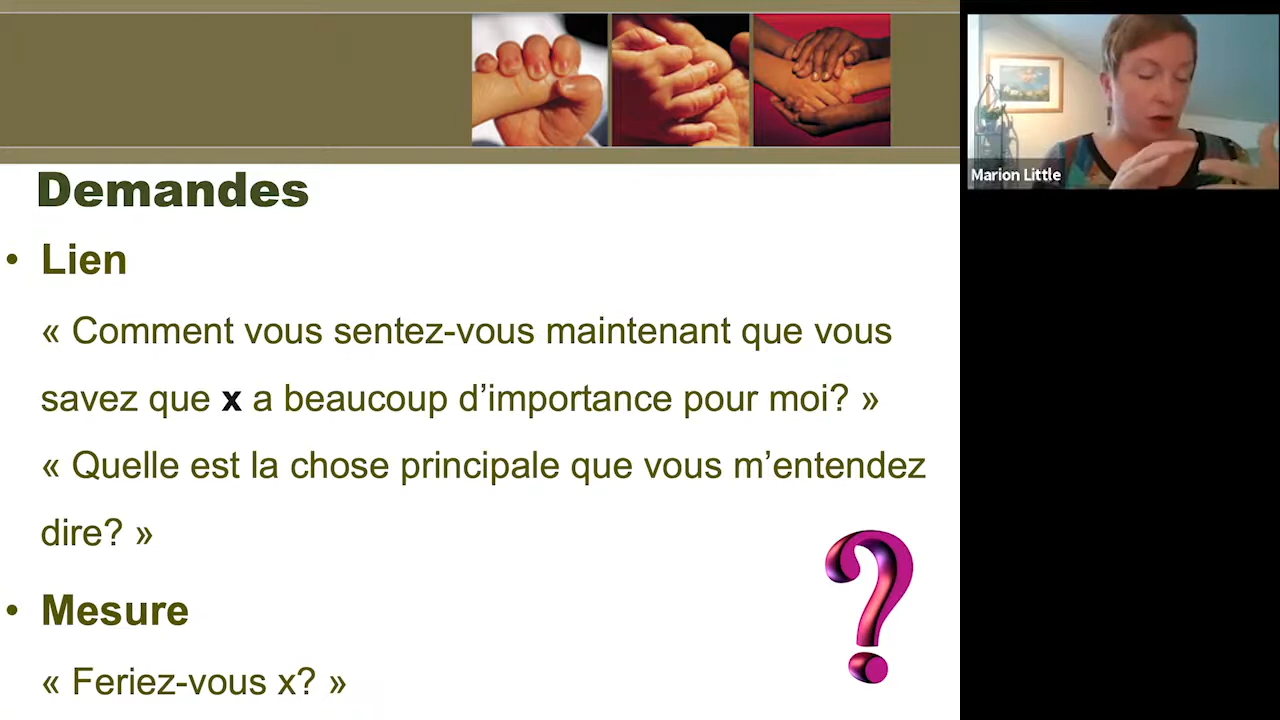 Demandes
• Lien
« Comment vous sentez-vous maintenant que vous
savez que x a beaucoup d’importance pour moi? »
« Quelle est la chose principale que vous m’entendez
dire? »
• Mesure
« Feriez-vous x? »
Marion Little